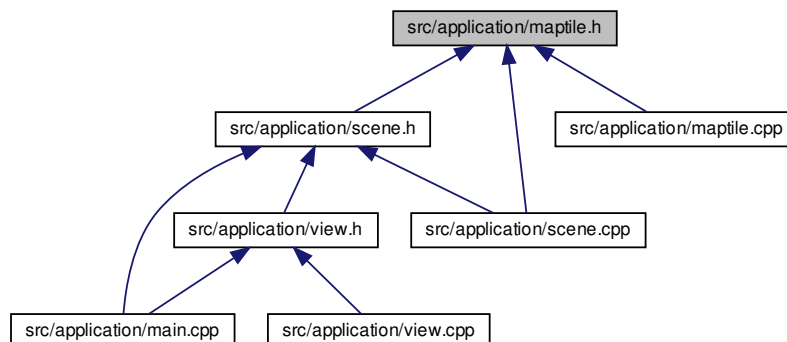 src/application/maptile.h
src/application/scene.h
src/application/maptile.cpp
src/application/view.h
src/application/scene.cpp
src/application/main.cpp
src/application/view.cpp